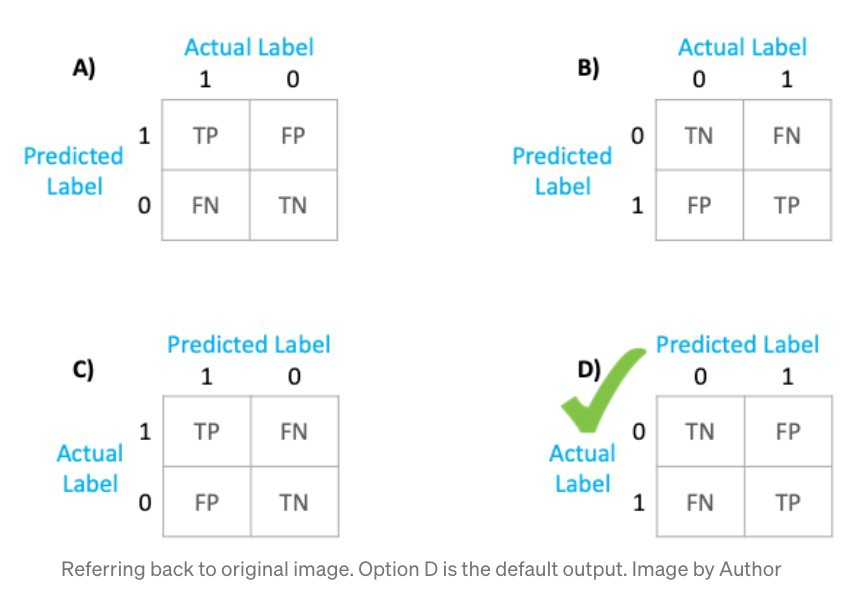 A)
Actual Label
1 0
Predicted Label
1 TP FP
0 FN TN
B)
Actual Label
0 1
Predicted Label
0 TN FN
1 FP TP
C)
Predicted Label
1 0
Actual Label
1 TP FN
0 FP TN
D)
Predicted Label
0 1
Actual Label
0 TN FP
1 FN TP
Referring back to original image. Option D is the default output. Image by Author